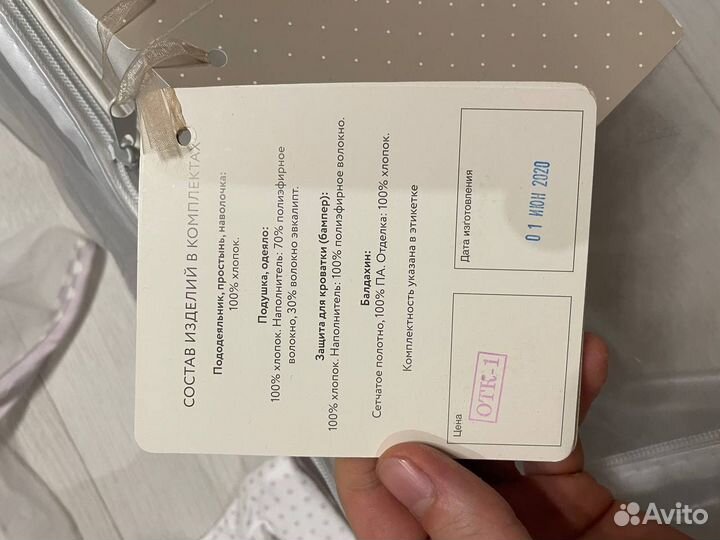 СОСТАВ ИЗДЕЛИЙ В КОМПЛЕКТАХ
Пододеяльник, простынь, наволочка:
100% хлопок.
Подушка, одеяло:
100% хлопок. Наполнитель: 70% полиэфирное
волокно, 30% волокно эвкалипт.
Защита для кроватки (бампер):
100% хлопок. Наполнитель: 100% полиэфирное волокно.
Балдахин:
Сетчатое полотно, 100% ПА. Отделка: 100% хлопок.
Комплектность указана в этикетке
Цена
ОТК-1
Дата изготовления
01 ИЮН 2020
Avito